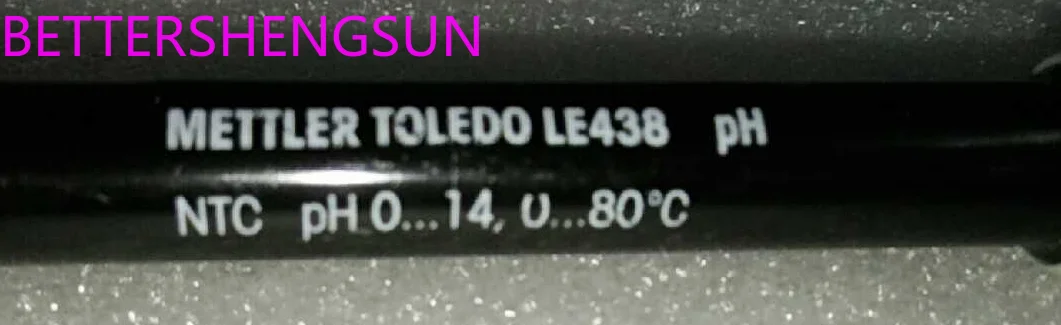 BETTERSHENGSUN
METTLER TOLEDO LE438 pH
NTC pH 0...14, 0...80°C